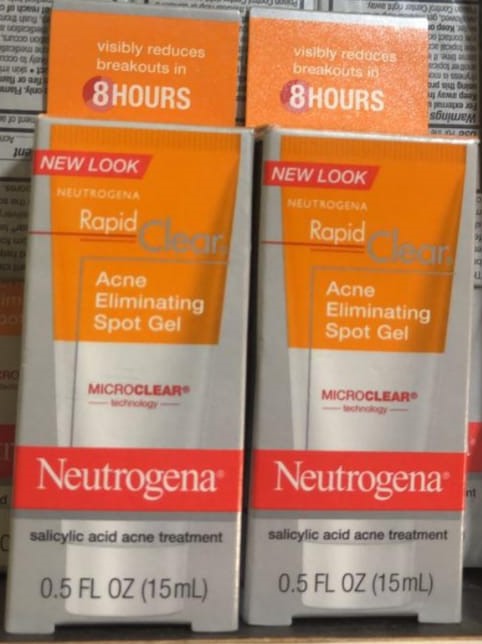 visibly reduces
breakouts in
8HOURS
NEW LOOK
NEUTROGENA
Rapid
Clear®
Acne
Eliminating
Spot Gel
MICROCLEAR®
technology
Neutrogena®
salicylic acid acne treatment
0.5 FL OZ (15mL)
visibly reduces
breakouts in
8HOURS
NEW LOOK
NEUTROGENA
Rapid
Clear®
Acne
Eliminating
Spot Gel
MICROCLEAR®
technology
Neutrogena®
salicylic acid acne treatment
0.5 FL OZ (15mL)
Warnings